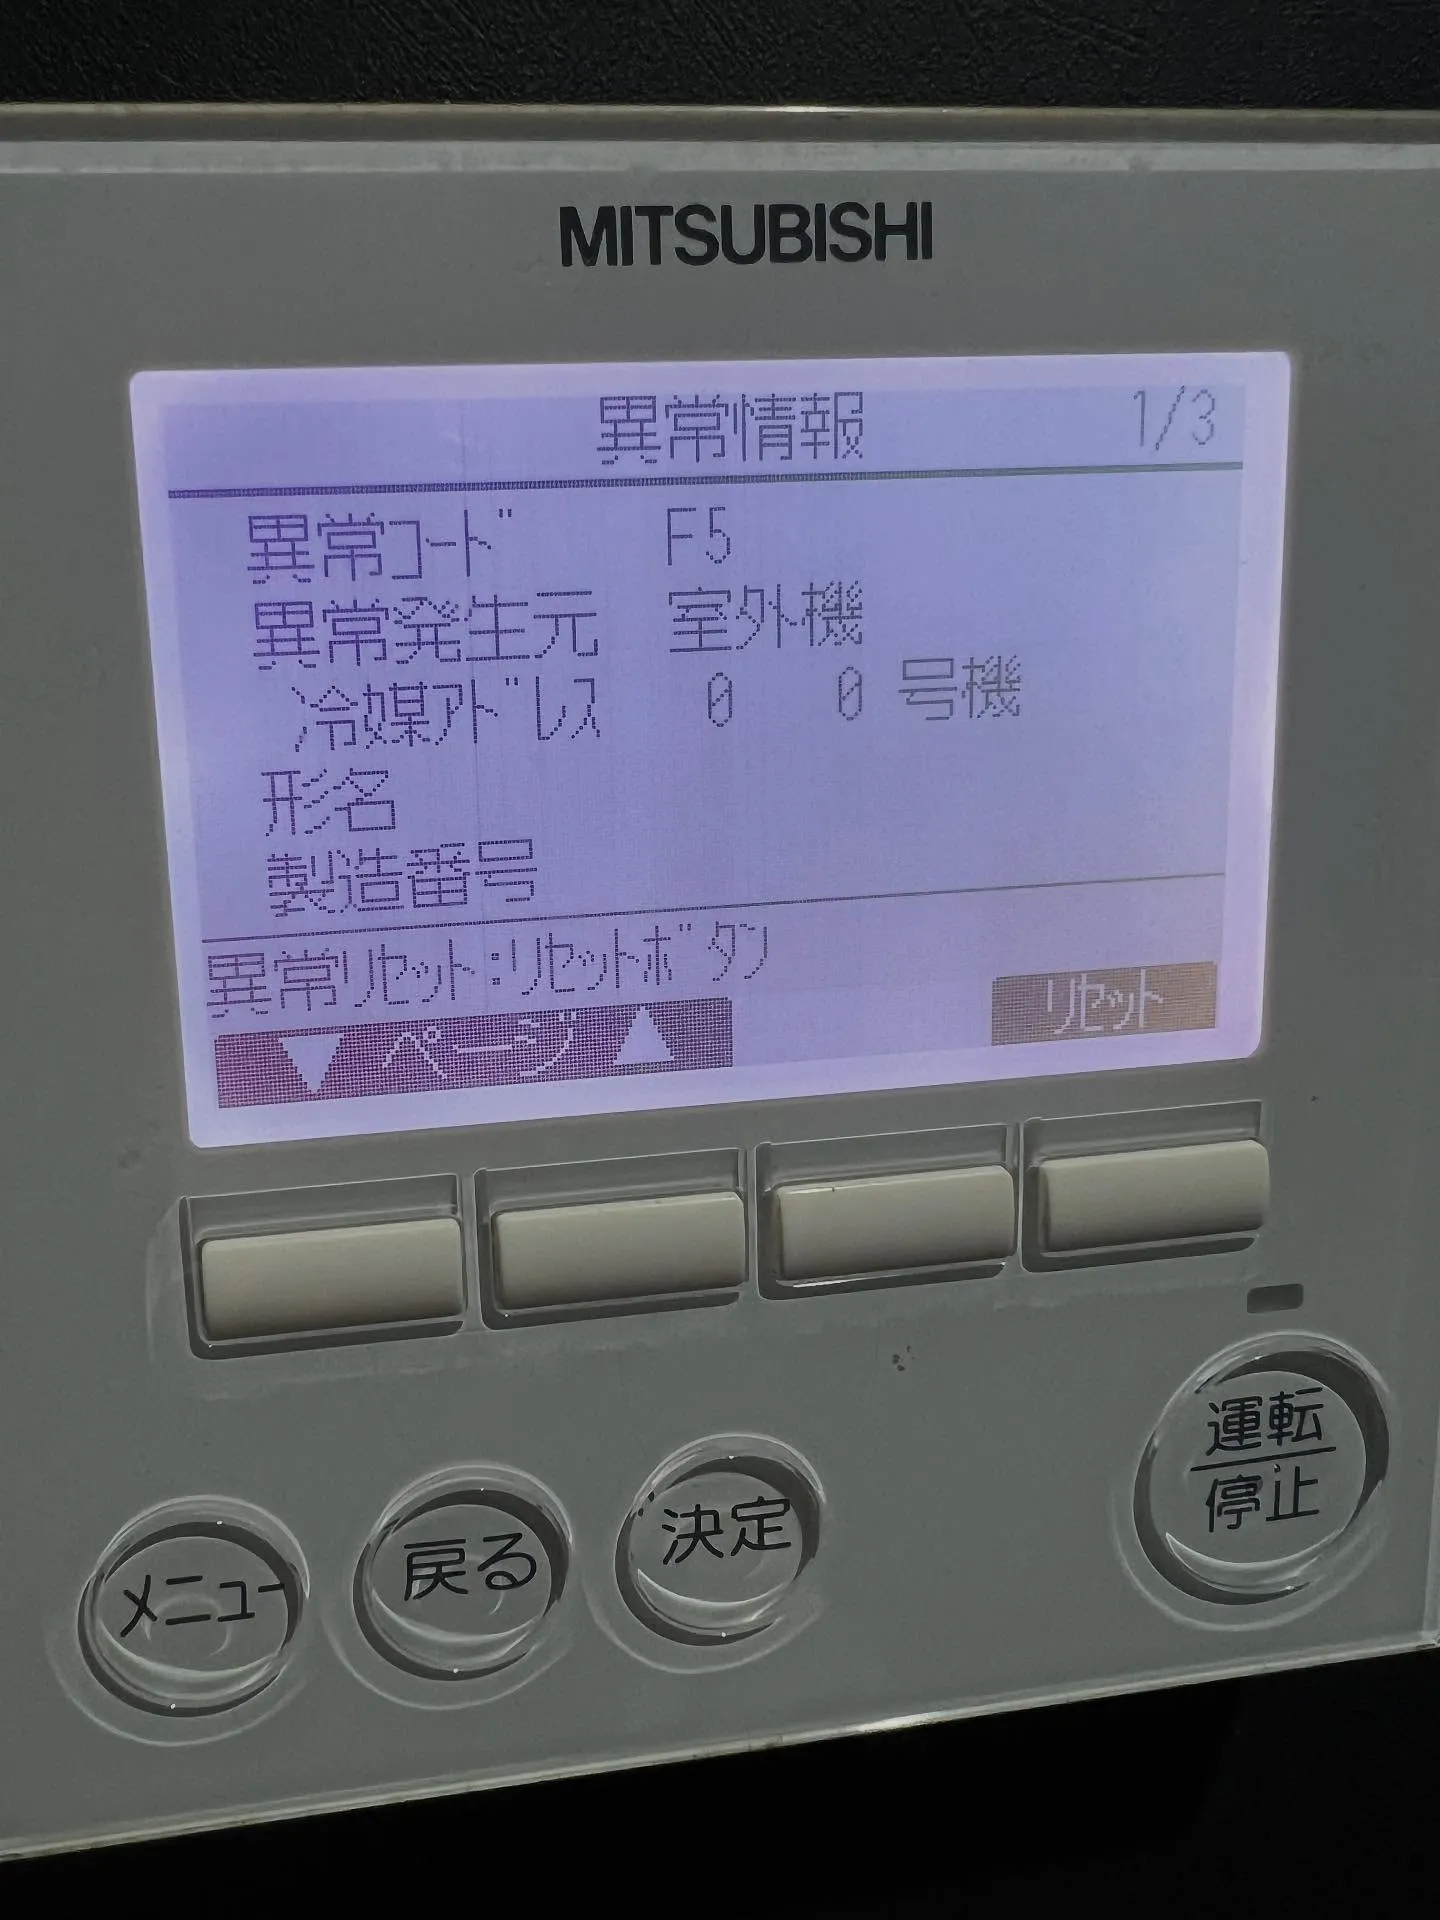 MITSUBISHI
異常情報 1/3
異常コード F5
異常発生元 室外機
冷媒アドレス 0 0号機
形名
製造番号
異常リセット:リセットボタン
▼ ページ ▲ リセット
メニュー 戻る 決定 運転/停止